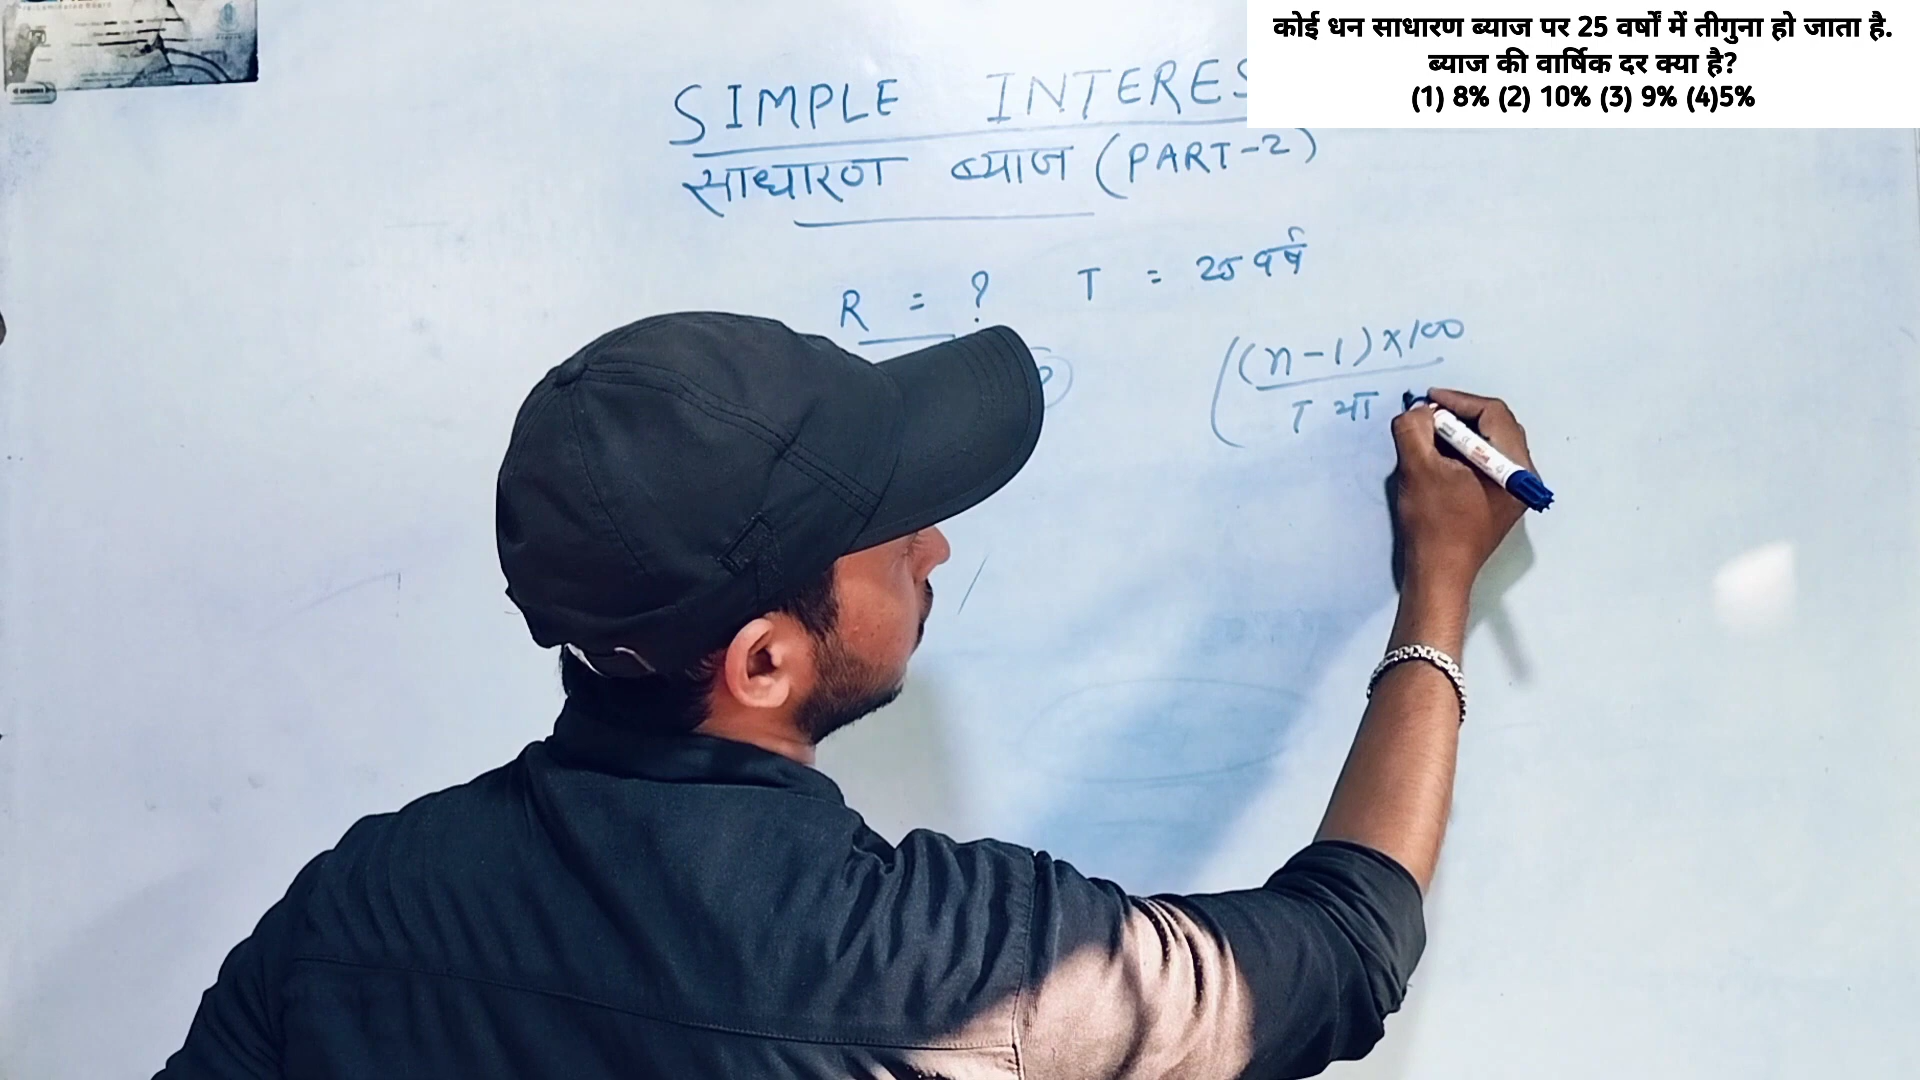 कोई धन साधारण ब्याज पर 25 वर्षों में तीगुना हो जाता है.
ब्याज की वार्षिक दर क्या है?
(1) 8% (2) 10% (3) 9% (4)5%
SIMPLE INTERES
साधारण ब्याज (PART-2)
R = ? T = 25 वर्ष
(n-1)×100
T या